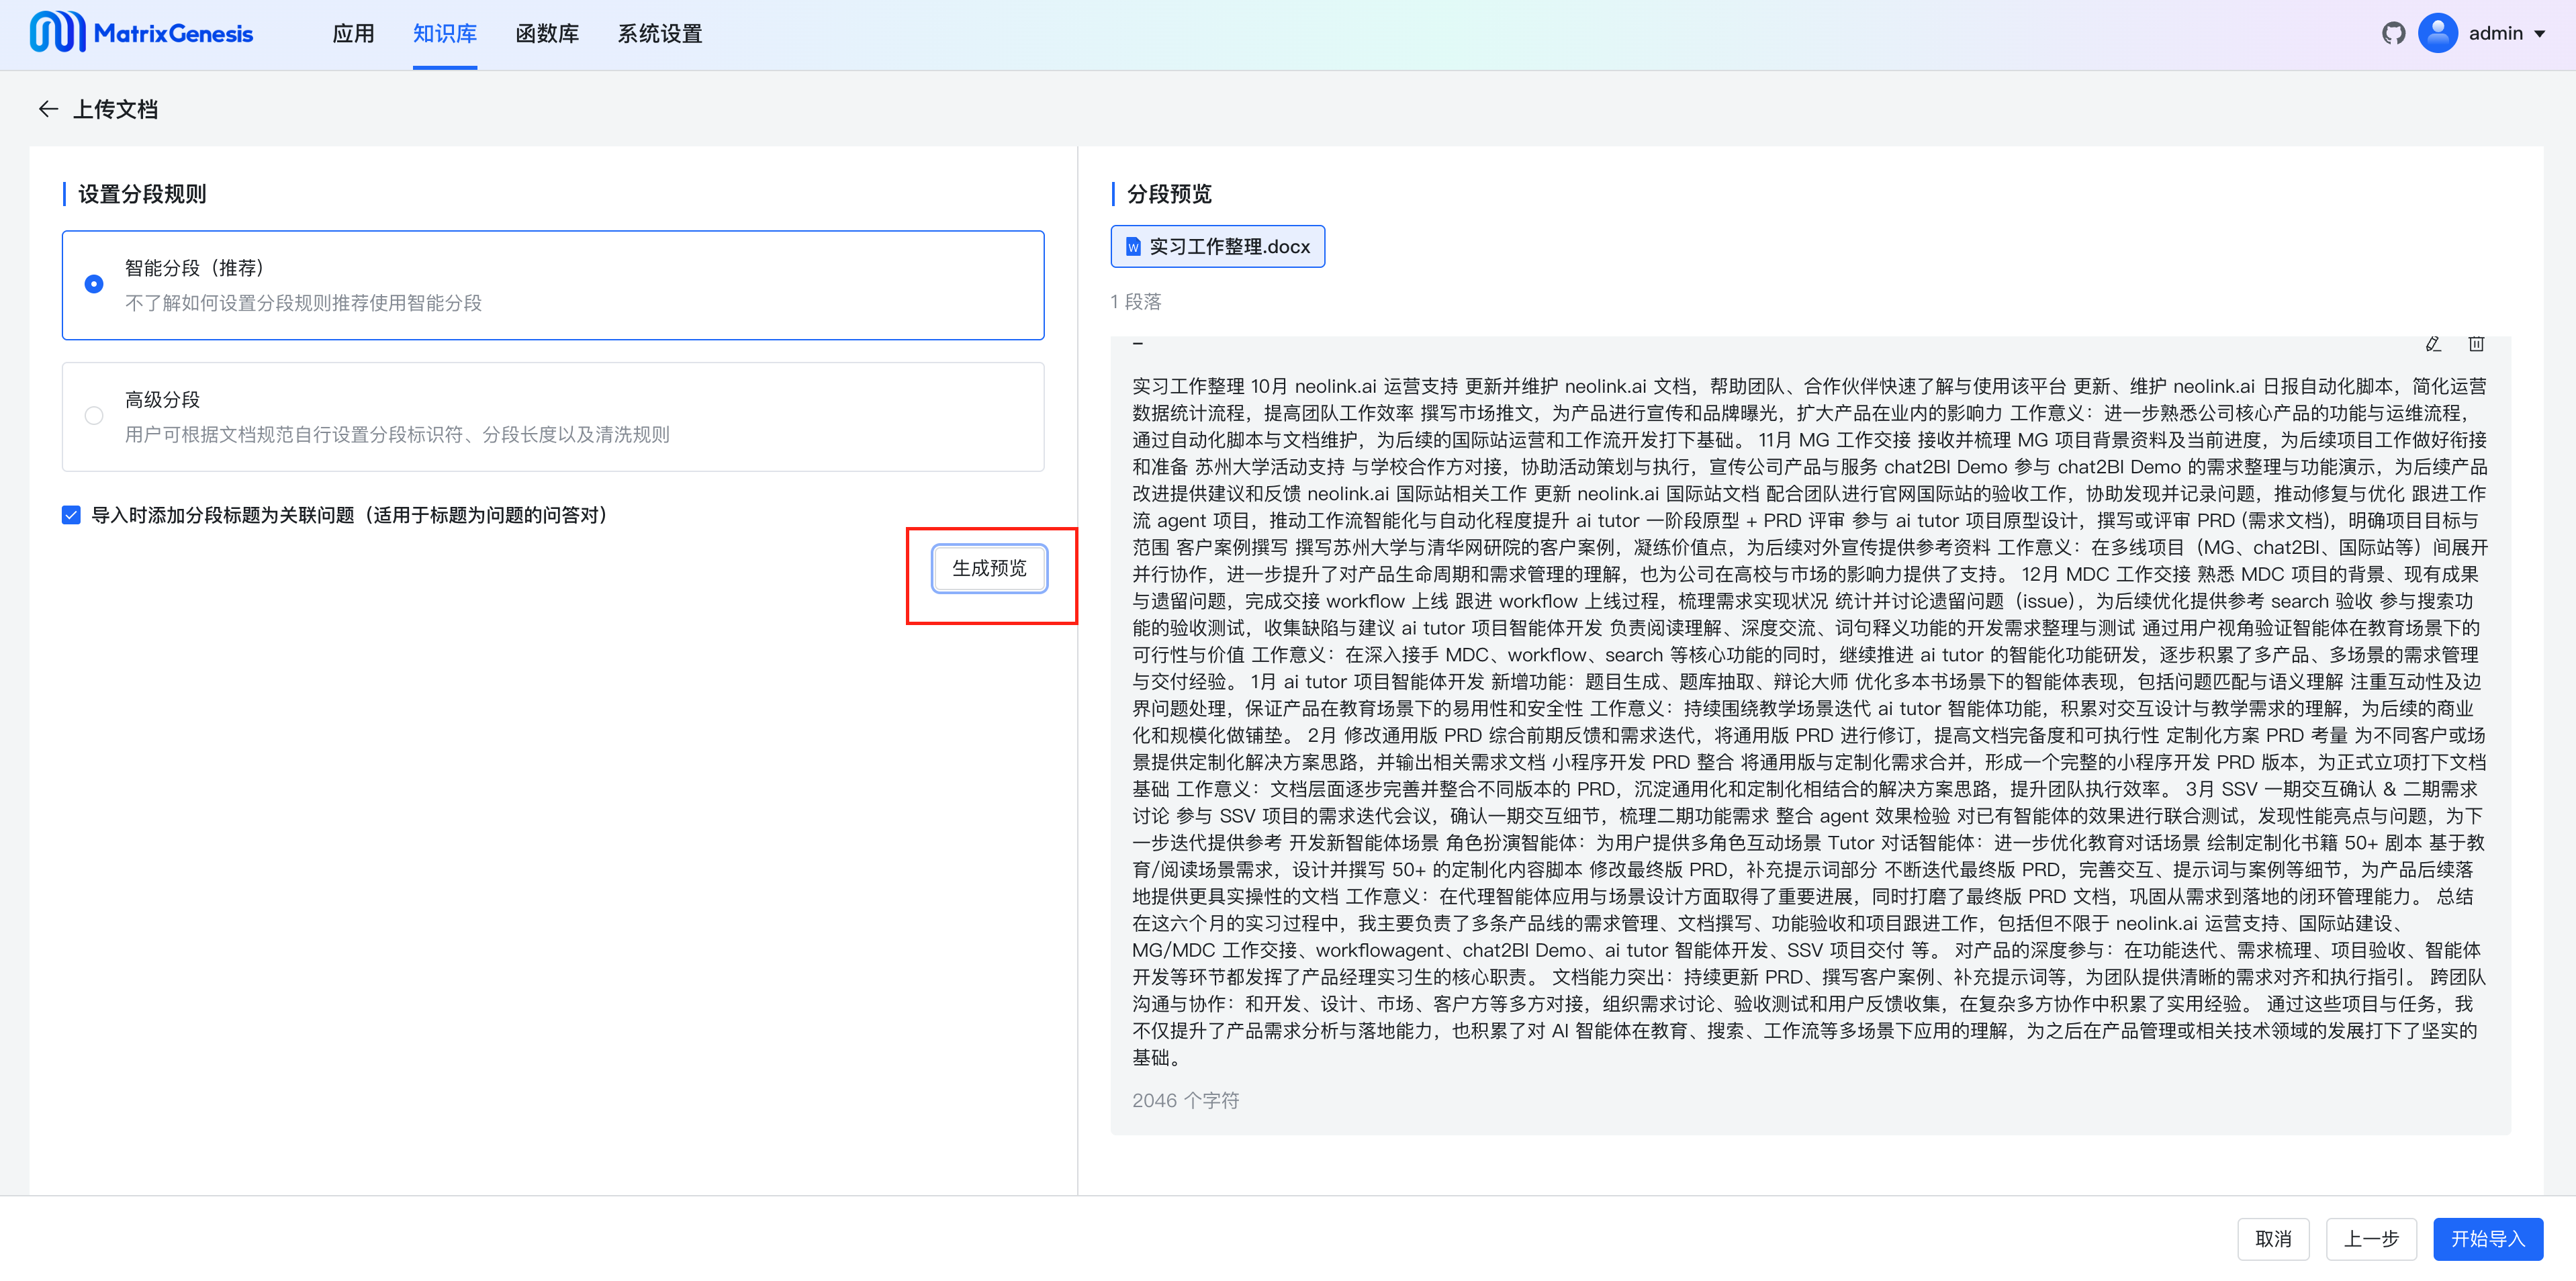 MatrixGenesis
应用
知识库
函数库
系统设置
admin
上传文档
设置分段规则
智能分段（推荐）
不了解如何设置分段规则推荐使用智能分段
高级分段
用户可根据文档规范自行设置分段标识符、分段长度以及清洗规则
导入时添加分段标题为关联问题（适用于标题为问题的问答对）
生成预览
分段预览
W 实习工作整理.docx
1 段落
-
实习工作整理 10月 neolink.ai 运营支持 更新并维护 neolink.ai 文档，帮助团队、合作伙伴快速了解与使用该平台 更新、维护 neolink.ai 日报自动化脚本，简化运营
数据统计流程，提高团队工作效率 撰写市场推文，为产品进行宣传和品牌曝光，扩大产品在业内的影响力 工作意义：进一步熟悉公司核心产品的功能与运维流程，
通过自动化脚本与文档维护，为后续的国际站运营和工作流开发打下基础。 11月 MG 工作交接 接收并梳理 MG 项目背景资料及当前进度，为后续项目工作做好衔接
和准备 苏州大学活动支持 与学校合作方对接，协助活动策划与执行，宣传公司产品与服务 chat2BI Demo 参与 chat2BI Demo 的需求整理与功能演示，为后续产品
改进提供建议和反馈 neolink.ai 国际站相关工作 更新 neolink.ai 国际站文档 配合团队进行官网国际站的验收工作，协助发现并记录问题，推动修复与优化 跟进工作
流 agent 项目，推动工作流智能化与自动化程度提升 ai tutor 一阶段原型 + PRD 评审 参与 ai tutor 项目原型设计，撰写或评审 PRD (需求文档)，明确项目目标与
范围 客户案例撰写 撰写苏州大学与清华网研院的客户案例，凝练价值点，为后续对外宣传提供参考资料 工作意义：在多线项目（MG、chat2BI、国际站等）间展开
并行协作，进一步提升了对产品生命周期和需求管理的理解，也为公司在高校与市场的影响力提供了支持。 12月 MDC 工作交接 熟悉 MDC 项目的背景、现有成果
与遗留问题，完成交接 workflow 上线 跟进 workflow 上线过程，梳理需求实现状况 统计并讨论遗留问题（issue），为后续优化提供参考 search 验收 参与搜索功
能的验收测试，收集缺陷与建议 ai tutor 项目智能体开发 负责阅读理解、深度交流、词句释义功能的开发需求整理与测试 通过用户视角验证智能体在教育场景下的
可行性与价值 工作意义：在深入接手 MDC、workflow、search 等核心功能的同时，继续推进 ai tutor 的智能化功能研发，逐步积累了多产品、多场景的需求管理
与交付经验。 1月 ai tutor 项目智能体开发 新增功能：题目生成、题库抽取、辩论大师 优化多本书场景下的智能体表现，包括问题匹配与语义理解 注重互动性及边
界问题处理，保证产品在教育场景下的易用性和安全性 工作意义：持续围绕教学场景迭代 ai tutor 智能体功能，积累对交互设计与教学需求的理解，为后续的商业
化和规模化做铺垫。 2月 修改通用版 PRD 综合前期反馈和需求迭代，将通用版 PRD 进行修订，提高文档完备度和可执行性 定制化方案 PRD 考量 为不同客户或场
景提供定制化解决方案思路，并输出相关需求文档 小程序开发 PRD 整合 将通用版与定制化需求合并，形成一个完整的小程序开发 PRD 版本，为正式立项打下文档
基础 工作意义：文档层面逐步完善并整合不同版本的 PRD，沉淀通用化和定制化相结合的解决方案思路，提升团队执行效率。 3月 SSV 一期交互确认 & 二期需求
讨论 参与 SSV 项目的需求迭代会议，确认一期交互细节，梳理二期功能需求 整合 agent 效果检验 对已有智能体的效果进行联合测试，发现性能亮点与问题，为下
一步迭代提供参考 开发新智能体场景 角色扮演智能体：为用户提供多角色互动场景 Tutor 对话智能体：进一步优化教育对话场景 绘制定制化书籍 50+ 剧本 基于教
育/阅读场景需求，设计并撰写 50+ 的定制化内容脚本 修改最终版 PRD，补充提示词部分 不断迭代最终版 PRD，完善交互、提示词与案例等细节，为产品后续落
地提供更具实操性的文档 工作意义：在代理智能体应用与场景设计方面取得了重要进展，同时打磨了最终版 PRD 文档，巩固从需求到落地的闭环管理能力。 总结
在这六个月的实习过程中，我主要负责了多条产品线的需求管理、文档撰写、功能验收和项目跟进工作，包括但不限于 neolink.ai 运营支持、国际站建设、
MG/MDC 工作交接、workflowagent、chat2BI Demo、ai tutor 智能体开发、SSV 项目交付 等。 对产品的深度参与：在功能迭代、需求梳理、项目验收、智能体
开发等环节都发挥了产品经理实习生的核心职责。 文档能力突出：持续更新 PRD、撰写客户案例、补充提示词等，为团队提供清晰的需求对齐和执行指引。 跨团队
沟通与协作：和开发、设计、市场、客户方等多方对接，组织需求讨论、验收测试和用户反馈收集，在复杂多方协作中积累了实用经验。 通过这些项目与任务，我
不仅提升了产品需求分析与落地能力，也积累了对 AI 智能体在教育、搜索、工作流等多场景下应用的理解，为之后在产品管理或相关技术领域的发展打下了坚实的
基础。
2046 个字符
取消
上一步
开始导入